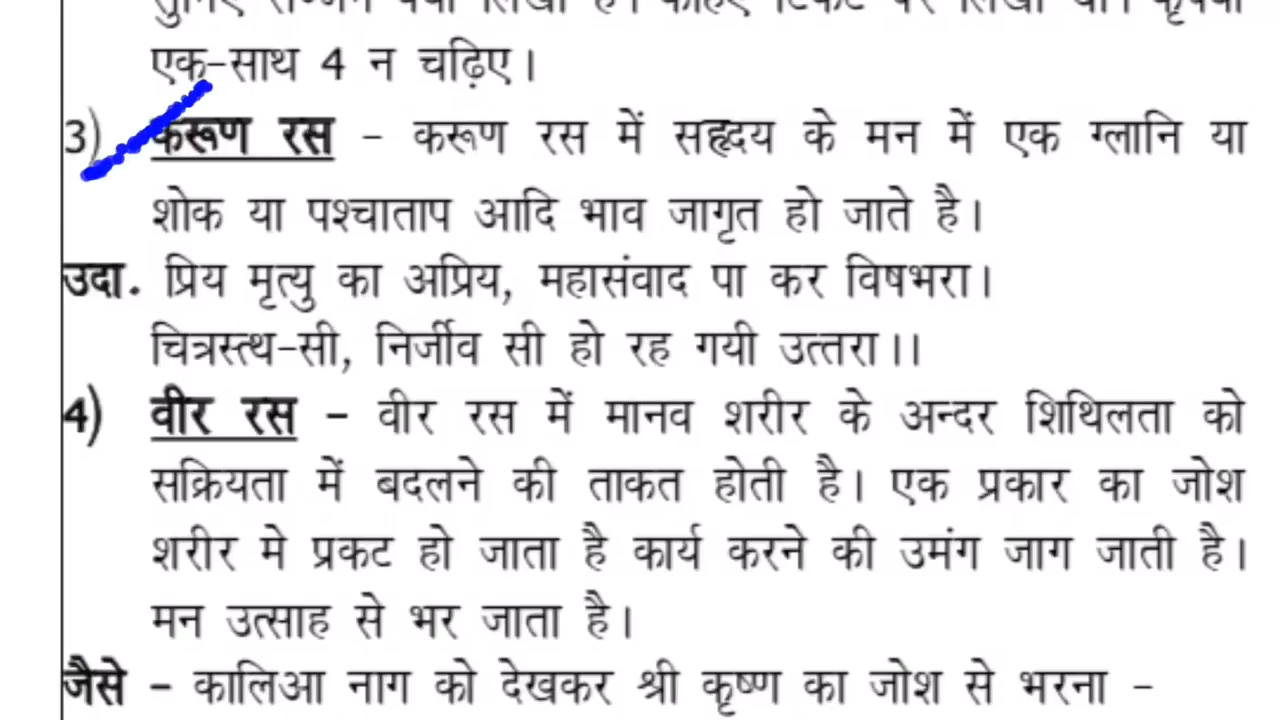 एक-साथ 4 न चढ़िए।
3) करूण रस - करूण रस में सहृदय के मन में एक ग्लानि या
शोक या पश्चाताप आदि भाव जागृत हो जाते है।
उदा. प्रिय मृत्यु का अप्रिय, महासंवाद पा कर विषभरा।
चित्रस्त्थ-सी, निर्जीव सी हो रह गयी उत्तरा।।
4) वीर रस - वीर रस में मानव शरीर के अन्दर शिथिलता को
सक्रियता में बदलने की ताकत होती है। एक प्रकार का जोश
शरीर मे प्रकट हो जाता है कार्य करने की उमंग जाग जाती है।
मन उत्साह से भर जाता है।
जैसे - कालिआ नाग को देखकर श्री कृष्ण का जोश से भरना -